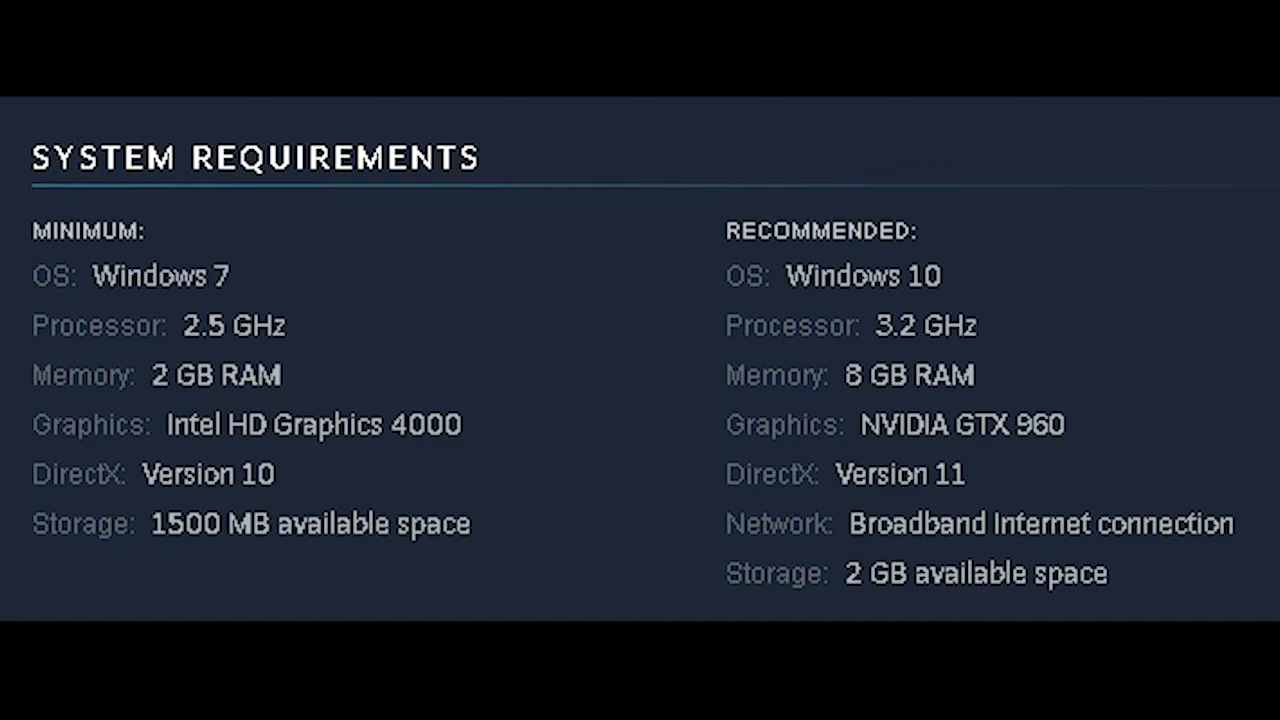 SYSTEM REQUIREMENTS
MINIMUM:
OS: Windows 7
Processor: 2.5 GHz
Memory: 2 GB RAM
Graphics: Intel HD Graphics 4000
DirectX: Version 10
Storage: 1500 MB available space
RECOMMENDED:
OS: Windows 10
Processor: 3.2 GHz
Memory: 8 GB RAM
Graphics: NVIDIA GTX 960
DirectX: Version 11
Network: Broadband Internet connection
Storage: 2 GB available space